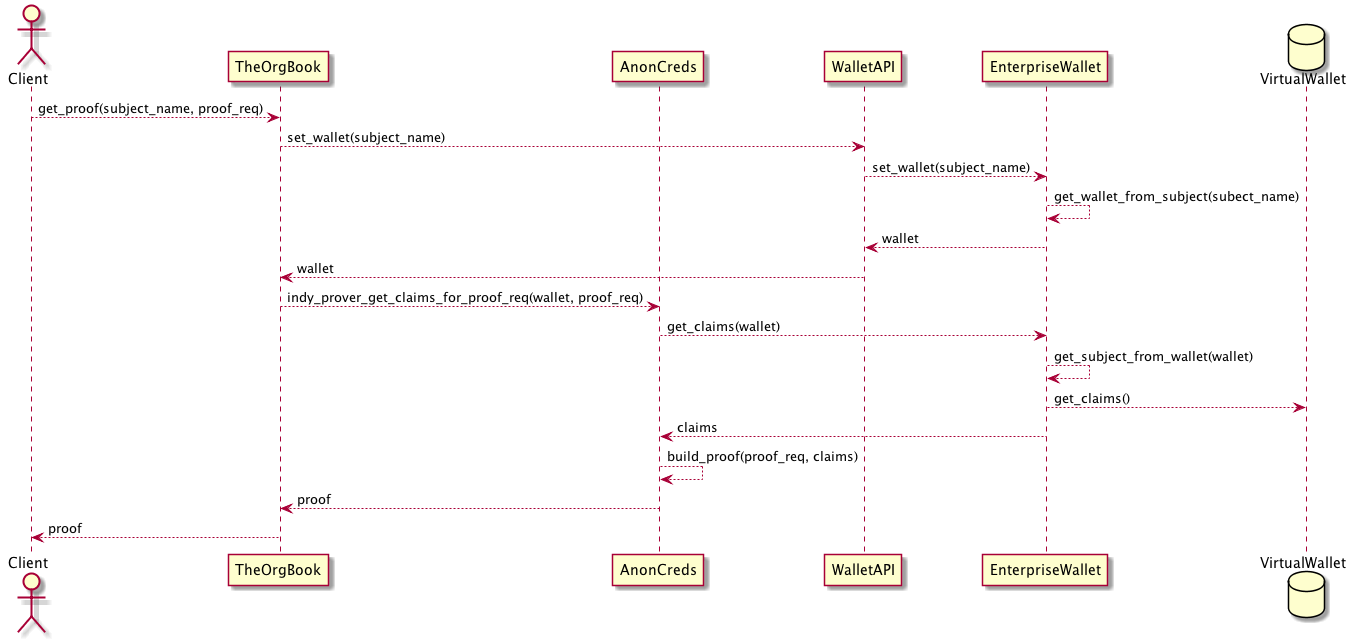 Client
TheOrgBook
AnonCreds
WalletAPI
EnterpriseWallet
VirtualWallet
get_proof(subject_name, proof_req)
set_wallet(subject_name)
set_wallet(subject_name)
get_wallet_from_subject(subect_name)
wallet
wallet
indy_prover_get_claims_for_proof_req(wallet, proof_req)
get_claims(wallet)
get_subject_from_wallet(wallet)
get_claims()
claims
build_proof(proof_req, claims)
proof
proof
Client
TheOrgBook
AnonCreds
WalletAPI
EnterpriseWallet
VirtualWallet